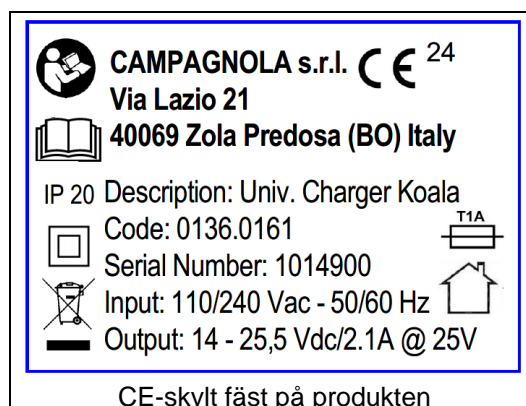 CAMPAGNOLA s.r.l. CE 24
Via Lazio 21
40069 Zola Predosa (BO) Italy
IP 20 Description: Univ. Charger Koala
Code: 0136.0161
T1A
Serial Number: 1014900
Input: 110/240 Vac - 50/60 Hz
Output: 14 - 25,5 Vdc/2.1A @ 25V
CE-skylt fäst på produkten